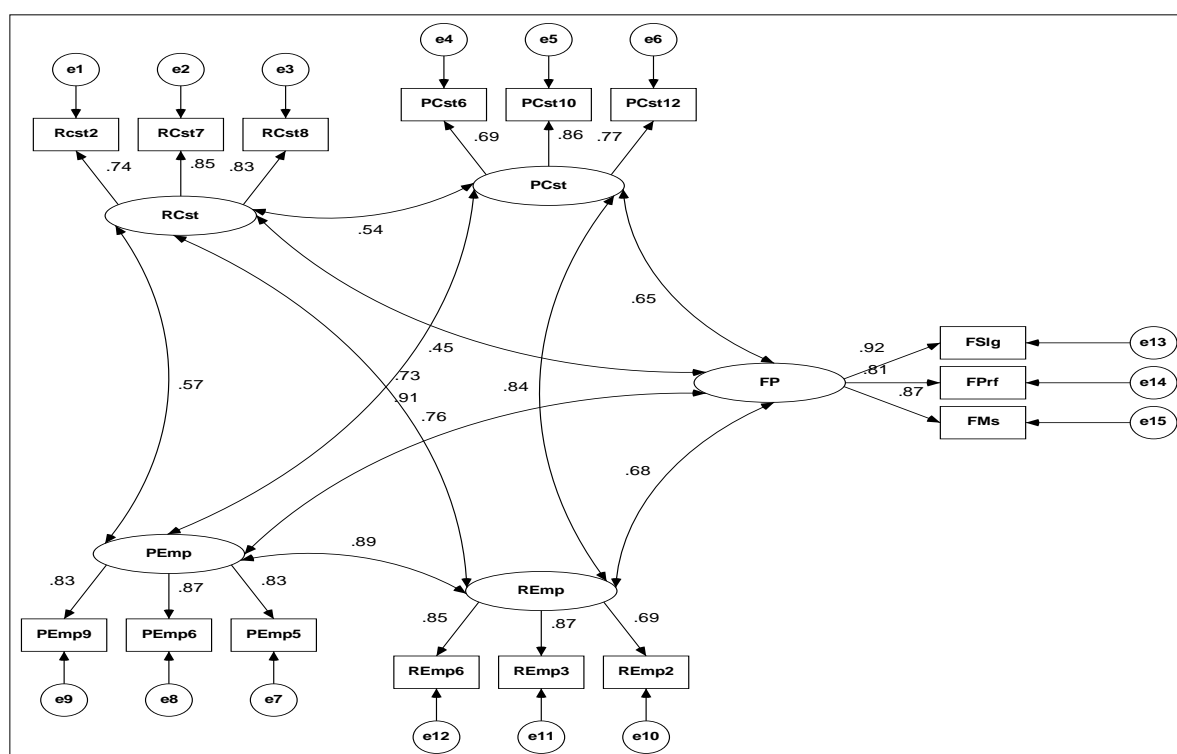 e4
e5
e6
e1
e2
e3
PCst6
PCst10
PCst12
Rcst2
RCst7
RCst8
.69
.86
.77
.74
.85
.83
PCst
RCst
.54
.65
.45
.57
.73
.84
.91
.76
.92
FSlg
e13
.81
FP
FPrf
e14
.87
FMs
e15
.68
.89
PEmp
REmp
.83
.87
.83
.85
.87
.69
PEmp9
PEmp6
PEmp5
REmp6
REmp3
REmp2
e9
e8
e7
e12
e11
e10